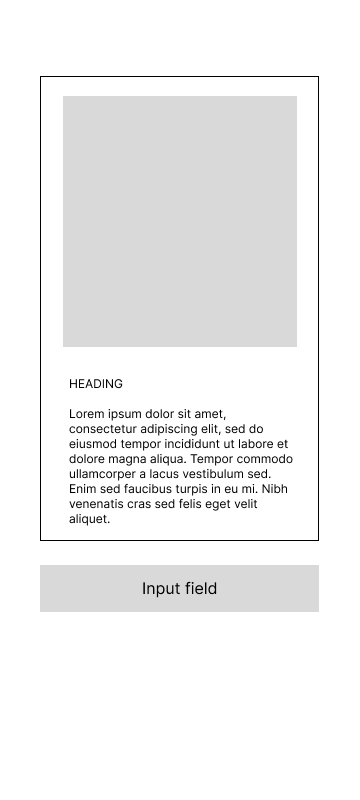 HEADING
Lorem ipsum dolor sit amet,
consectetur adipiscing elit, sed do
eiusmod tempor incididunt ut labore et
dolore magna aliqua. Tempor commodo
ullamcorper a lacus vestibulum sed.
Enim sed faucibus turpis in eu mi. Nibh
venenatis cras sed felis eget velit
aliquet.
Input field